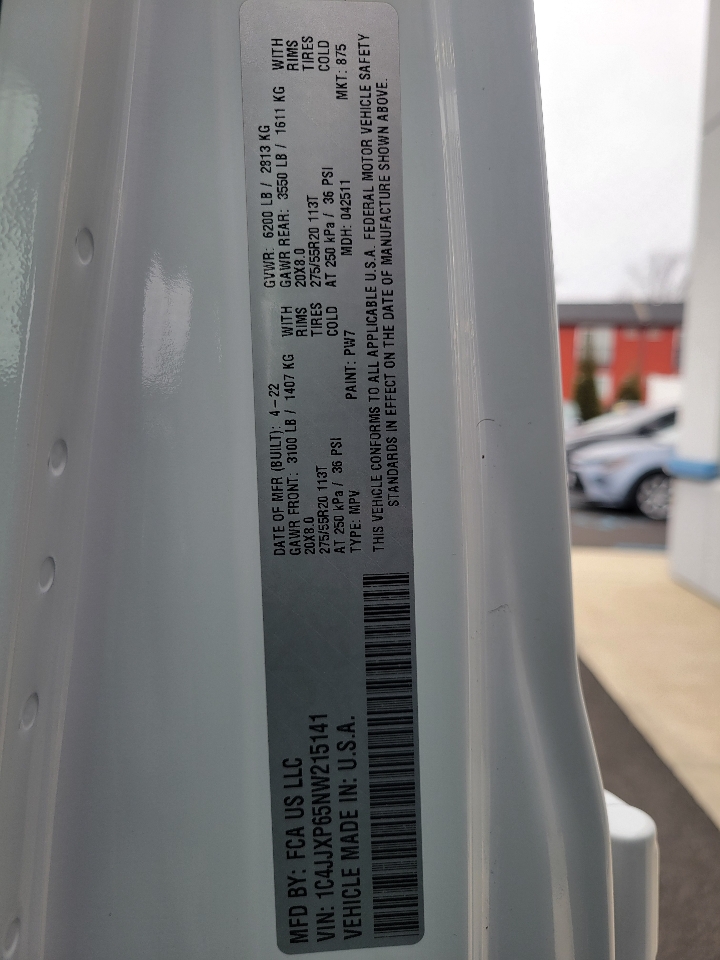 MFD BY: FCA US LLC
VIN: 1C4JJXP65NW215141
VEHICLE MADE IN: U.S.A.
DATE OF MFR (BUILT): 4-22
GAWR FRONT: 3100 LB / 1407 KG WITH
20X8.0 RIMS
275/55R20 113T TIRES
AT 250 kPa / 36 PSI COLD
TYPE: MPV PAINT: PW7
GVWR: 6200 LB / 2813 KG
GAWR REAR: 3550 LB / 1611 KG WITH
20X8.0 RIMS
275/55R20 113T TIRES
AT 250 kPa / 36 PSI COLD
MDH: 042511 MKT: 875
THIS VEHICLE CONFORMS TO ALL APPLICABLE U.S.A. FEDERAL MOTOR VEHICLE SAFETY
STANDARDS IN EFFECT ON THE DATE OF MANUFACTURE SHOWN ABOVE.